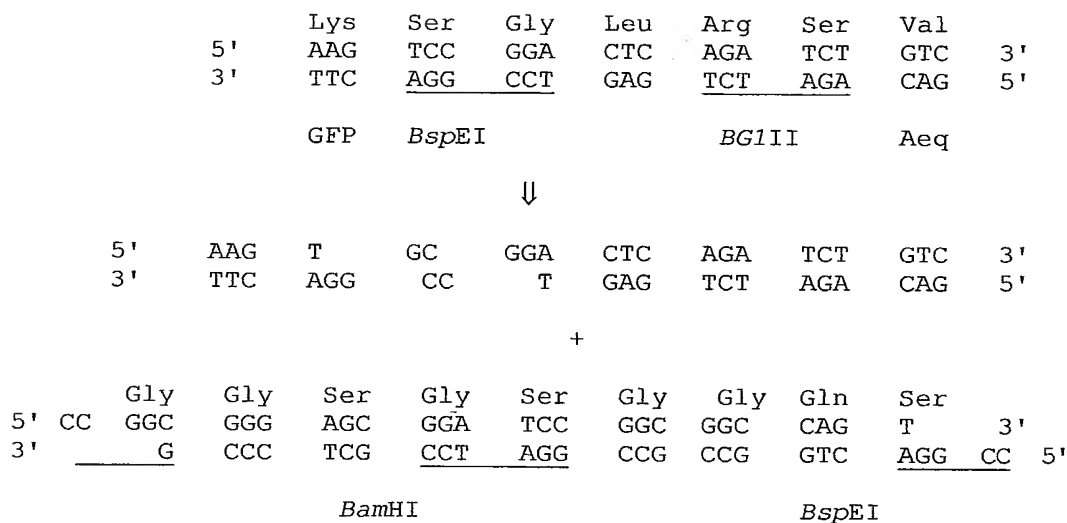 Lys Ser Gly Leu Arg Ser Val
5' AAG TCC GGA CTC AGA TCT GTC 3'
3' TTC AGG CCT GAG TCT AGA CAG 5'
GFP BspEI BGlII Aeq
⇓
5' AAG T GC GGA CTC AGA TCT GTC 3'
3' TTC AGG CC T GAG TCT AGA CAG 5'
+
Gly Gly Ser Gly Ser Gly Gly Gln Ser
5' CC GGC GGG AGC GGA TCC GGC GGC CAG T 3'
3' G CCC TCG CCT AGG CCG CCG GTC AGG CC 5'
BamHI BspEI